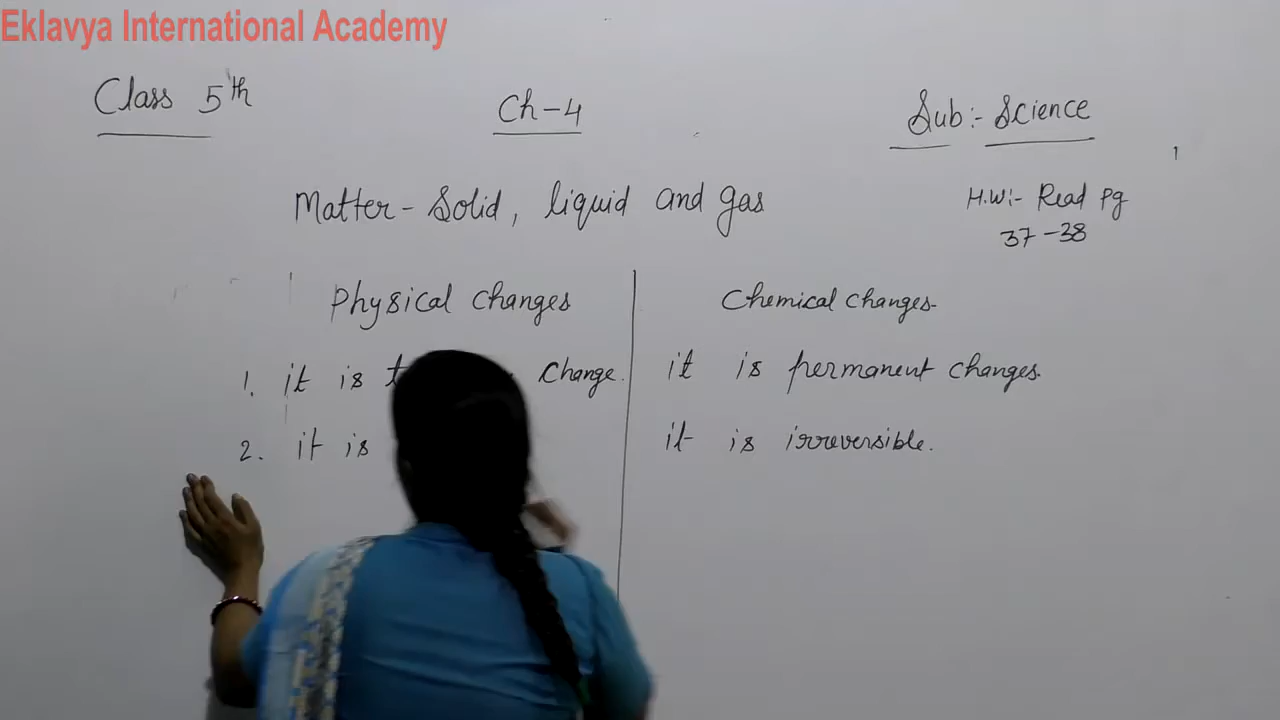 Eklavya International Academy
Class 5th
Ch-4
Sub:- Science
H.W:- Read Pg
37-38
Matter - Solid, liquid and gas
Physical changes
Chemical changes.
1. it is change.
it is permanent changes.
2. it is
it is irreversible.